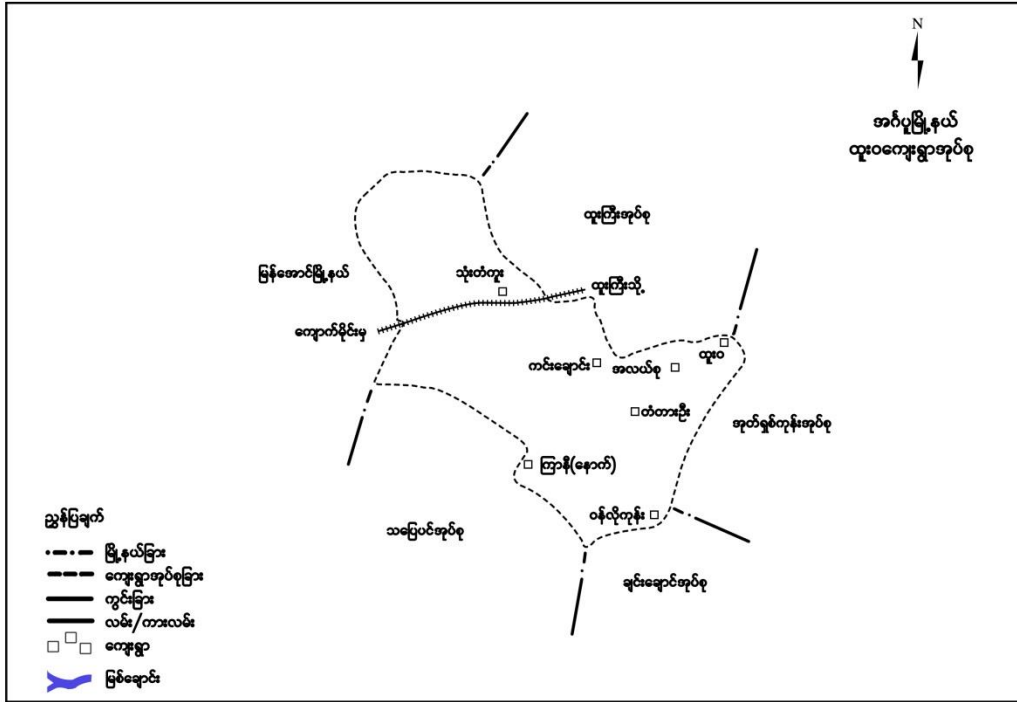 N
အင်္ဂပူမြို့နယ်
ထူးဝကျေးရွာအုပ်စု
ထူးကြီးအုပ်စု
မြန်အောင်မြို့နယ်
သုံးတံကူး
ထူးကြီးသို့
ကျောက်မိုင်းမှ
ထူးဝ
ကင်းချောင်း
အလယ်စု
တံတားဦး
အုတ်ရှစ်ကုန်းအုပ်စု
ကြာနီ(နောက်)
ဝန်လိုကုန်း
သပြေပင်အုပ်စု
ချင်းချောင်အုပ်စု
ညွှန်ပြချက်
မြို့နယ်ခြား
ကျေးရွာအုပ်စုခြား
ကွင်းခြား
လမ်း/ကားလမ်း
ကျေးရွာ
မြစ်ချောင်း